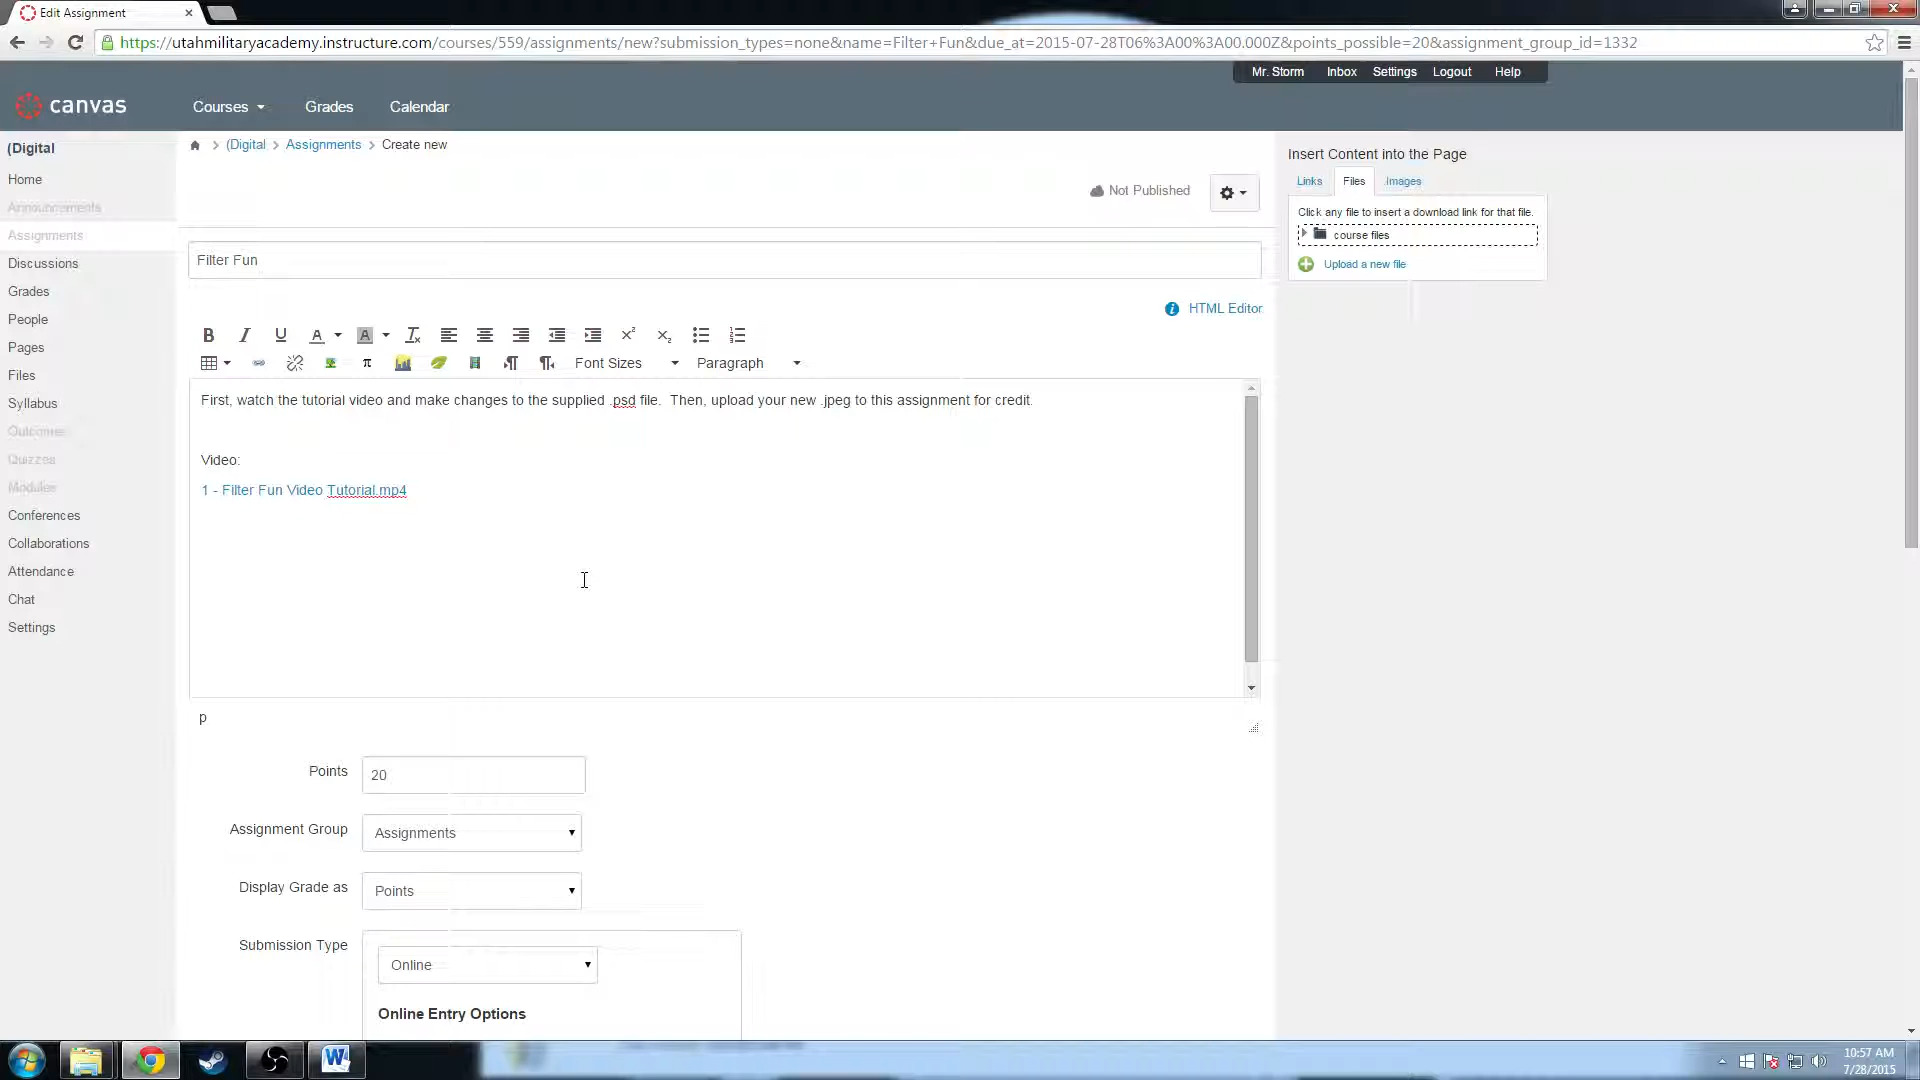 Edit Assignment
https://utahmilitaryacademy.instructure.com/courses/559/assignments/new?submission_types=none&name=Filter+Fun&due_at=2015-07-28T06%3A00%3A00.000Z&points_possible=20&assignment_group_id=1332
Mr. Storm Inbox Settings Logout Help
canvas Courses Grades Calendar
(Digital
Home
Announcements
Assignments
Discussions
Grades
People
Pages
Files
Syllabus
Outcomes
Quizzes
Modules
Conferences
Collaborations
Attendance
Chat
Settings
(Digital > Assignments > Create new
Not Published
Filter Fun
HTML Editor
Font Sizes Paragraph
First, watch the tutorial video and make changes to the supplied .psd file. Then, upload your new .jpeg to this assignment for credit.
Video:
1 - Filter Fun Video Tutorial.mp4
p
Points 20
Assignment Group Assignments
Display Grade as Points
Submission Type
Online
Online Entry Options
Insert Content into the Page
Links Files Images
Click any file to insert a download link for that file.
course files
Upload a new file
10:57 AM
7/28/2015